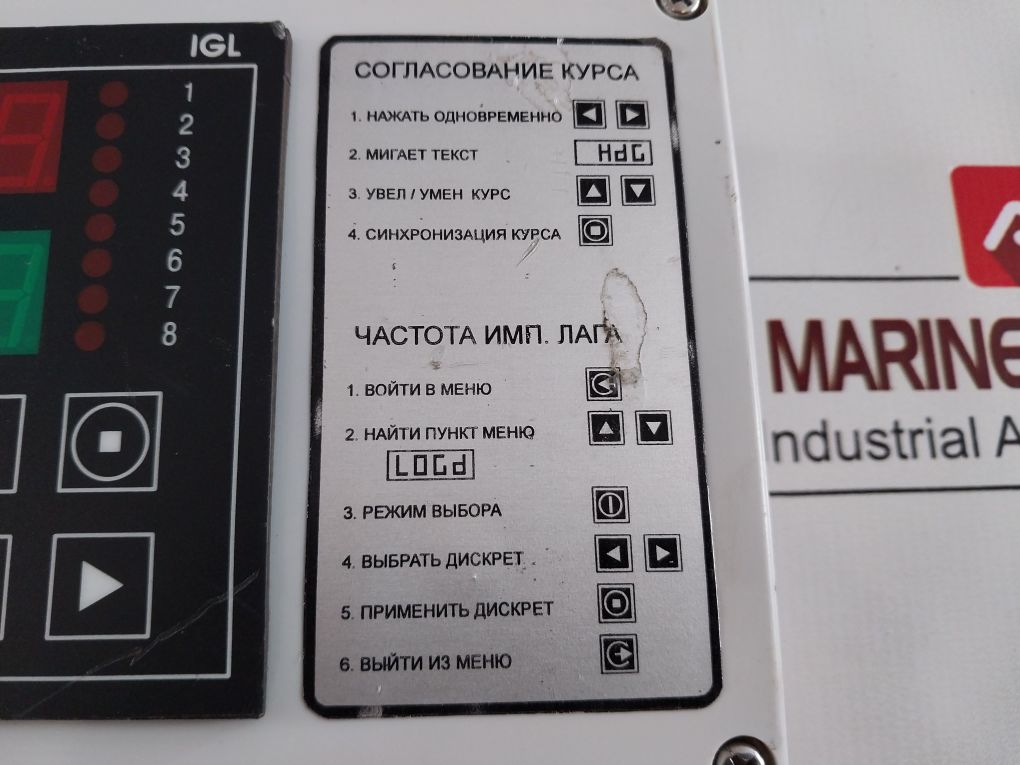 IGL
1
2
3
4
5
6
7
8
СОГЛАСОВАНИЕ КУРСА
1. НАЖАТЬ ОДНОВРЕМЕННО
2. МИГАЕТ ТЕКСТ HdG
3. УВЕЛ / УМЕН КУРС
4. СИНХРОНИЗАЦИЯ КУРСА
ЧАСТОТА ИМП. ЛАГА
1. ВОЙТИ В МЕНЮ
2. НАЙТИ ПУНКТ МЕНЮ
LOGd
3. РЕЖИМ ВЫБОРА
4. ВЫБРАТЬ ДИСКРЕТ
5. ПРИМЕНИТЬ ДИСКРЕТ
6. ВЫЙТИ ИЗ МЕНЮ
MARINE
ndustrial A